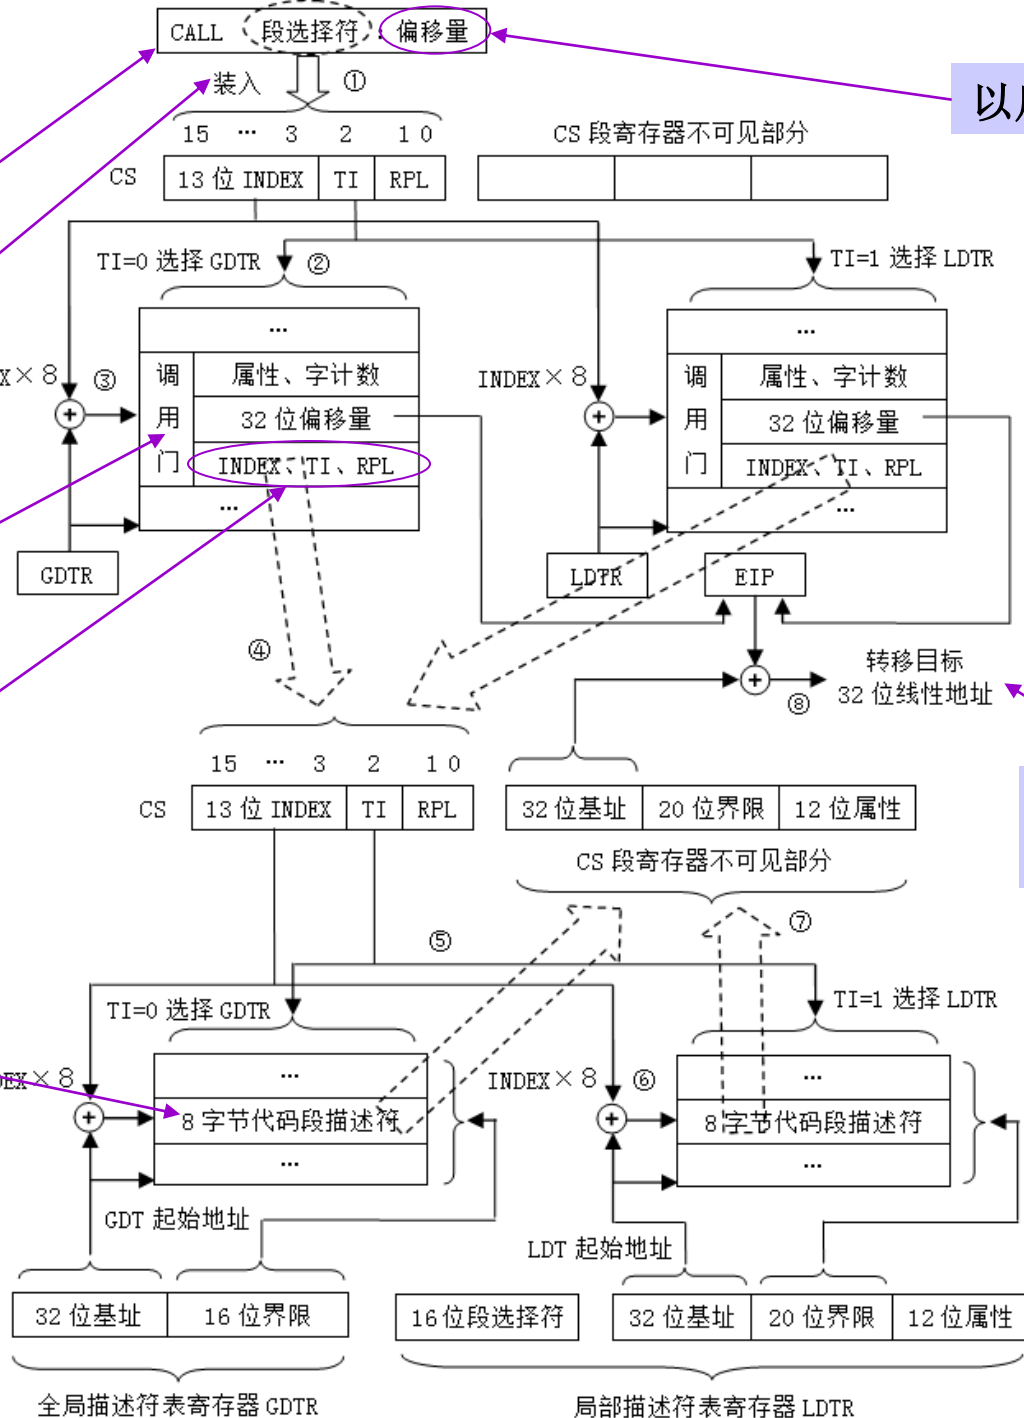 CALL 段选择符 : 偏移量
以
装入 ①
15 … 3 2 1 0
CS 段寄存器不可见部分
CS 13 位 INDEX TI RPL
TI=0 选择 GDTR ②
TI=1 选择 LDTR
…
…
X×8 ③
调用门
属性、字计数
32 位偏移量
INDEX、TI、RPL
…
INDEX×8
调用门
属性、字计数
32 位偏移量
INDEX、TI、RPL
…
GDTR
LDTR
EIP
④
转移目标
32 位线性地址
⑧
15 … 3 2 1 0
CS 13 位 INDEX TI RPL
32 位基址 20 位界限 12 位属性
CS 段寄存器不可见部分
⑦
⑤
TI=0 选择 GDTR
TI=1 选择 LDTR
EX×8
…
8 字节代码段描述符
…
INDEX×8 ⑥
…
8 字节代码段描述符
…
GDT 起始地址
LDT 起始地址
32 位基址 16 位界限
16 位段选择符 32 位基址 20 位界限 12 位属性
全局描述符表寄存器 GDTR
局部描述符表寄存器 LDTR